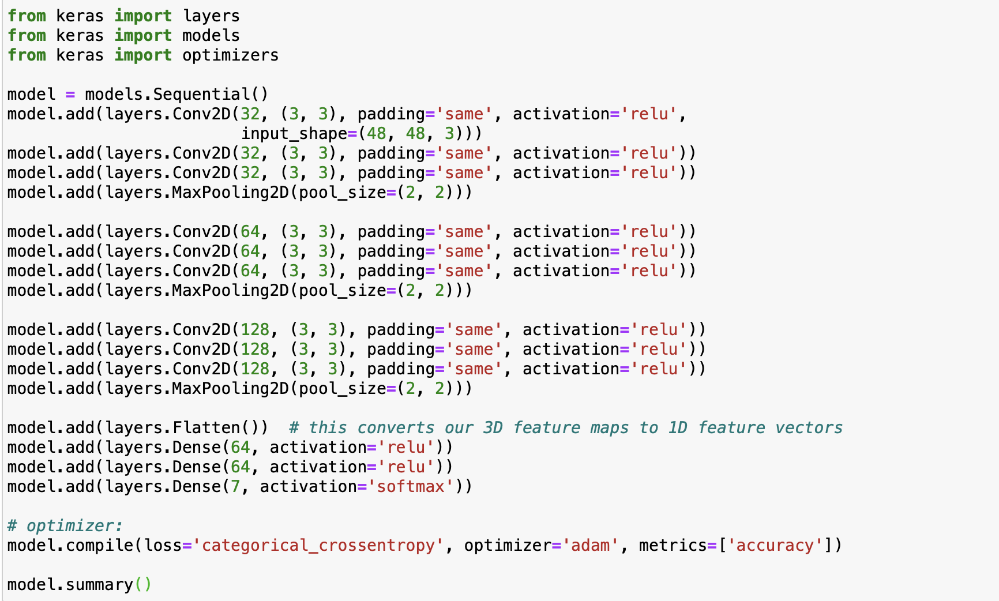 from keras import layers
from keras import models
from keras import optimizers

model = models.Sequential()
model.add(layers.Conv2D(32, (3, 3), padding='same', activation='relu',
                        input_shape=(48, 48, 3)))
model.add(layers.Conv2D(32, (3, 3), padding='same', activation='relu'))
model.add(layers.Conv2D(32, (3, 3), padding='same', activation='relu'))
model.add(layers.MaxPooling2D(pool_size=(2, 2)))

model.add(layers.Conv2D(64, (3, 3), padding='same', activation='relu'))
model.add(layers.Conv2D(64, (3, 3), padding='same', activation='relu'))
model.add(layers.Conv2D(64, (3, 3), padding='same', activation='relu'))
model.add(layers.MaxPooling2D(pool_size=(2, 2)))

model.add(layers.Conv2D(128, (3, 3), padding='same', activation='relu'))
model.add(layers.Conv2D(128, (3, 3), padding='same', activation='relu'))
model.add(layers.Conv2D(128, (3, 3), padding='same', activation='relu'))
model.add(layers.MaxPooling2D(pool_size=(2, 2)))

model.add(layers.Flatten())  # this converts our 3D feature maps to 1D feature vectors
model.add(layers.Dense(64, activation='relu'))
model.add(layers.Dense(64, activation='relu'))
model.add(layers.Dense(7, activation='softmax'))

# optimizer:
model.compile(loss='categorical_crossentropy', optimizer='adam', metrics=['accuracy'])

model.summary()